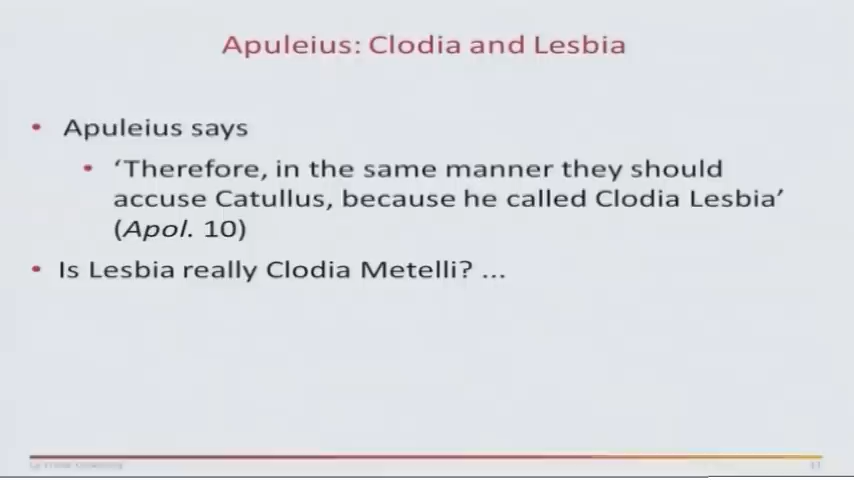 Apuleius: Clodia and Lesbia
• Apuleius says
• ‘Therefore, in the same manner they should
accuse Catullus, because he called Clodia Lesbia’
(Apol. 10)
• Is Lesbia really Clodia Metelli? ...